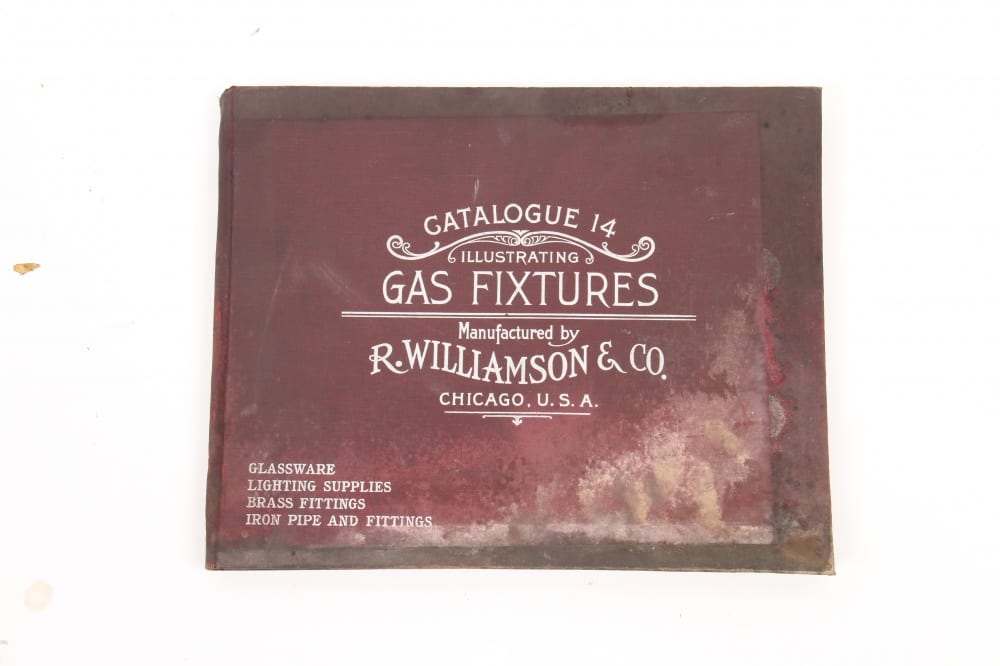 CATALOGUE 14
ILLUSTRATING
GAS FIXTURES
Manufactured by
R. WILLIAMSON & CO.
CHICAGO, U. S. A.
GLASSWARE
LIGHTING SUPPLIES
BRASS FITTINGS
IRON PIPE AND FITTINGS